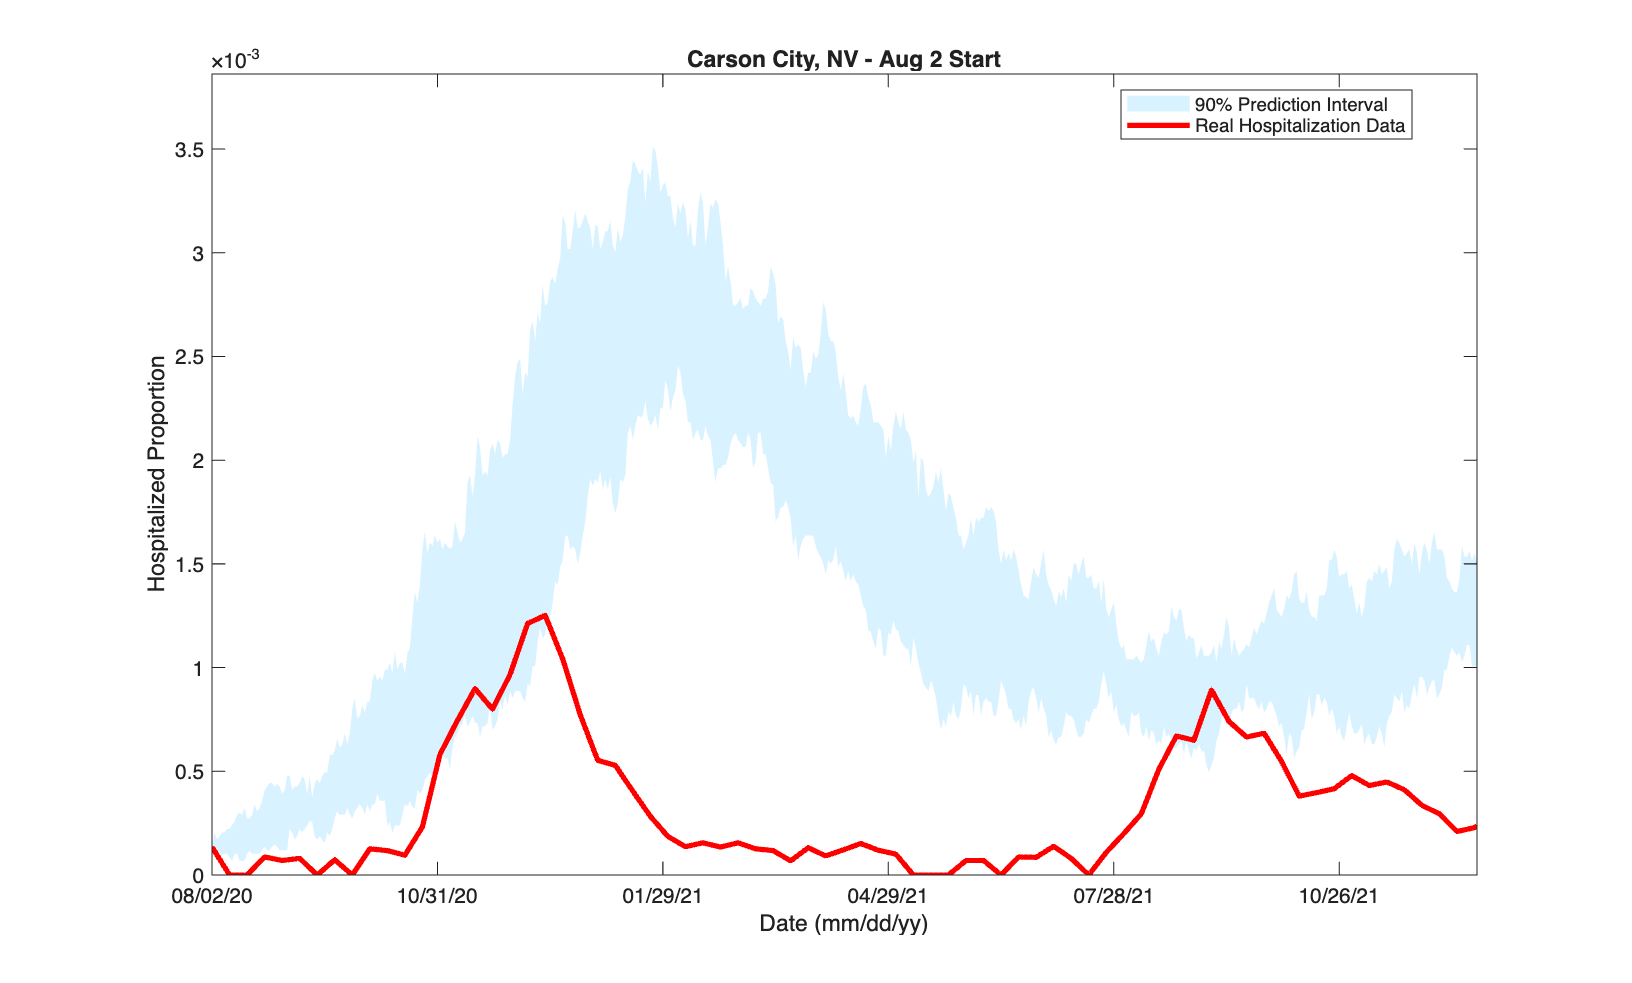 Carson City, NV - Aug 2 Start
×10-3
90% Prediction Interval
Real Hospitalization Data
3.5
3
2.5
2
1.5
1
0.5
0
Hospitalized Proportion
08/02/20 10/31/20 01/29/21 04/29/21 07/28/21 10/26/21
Date (mm/dd/yy)